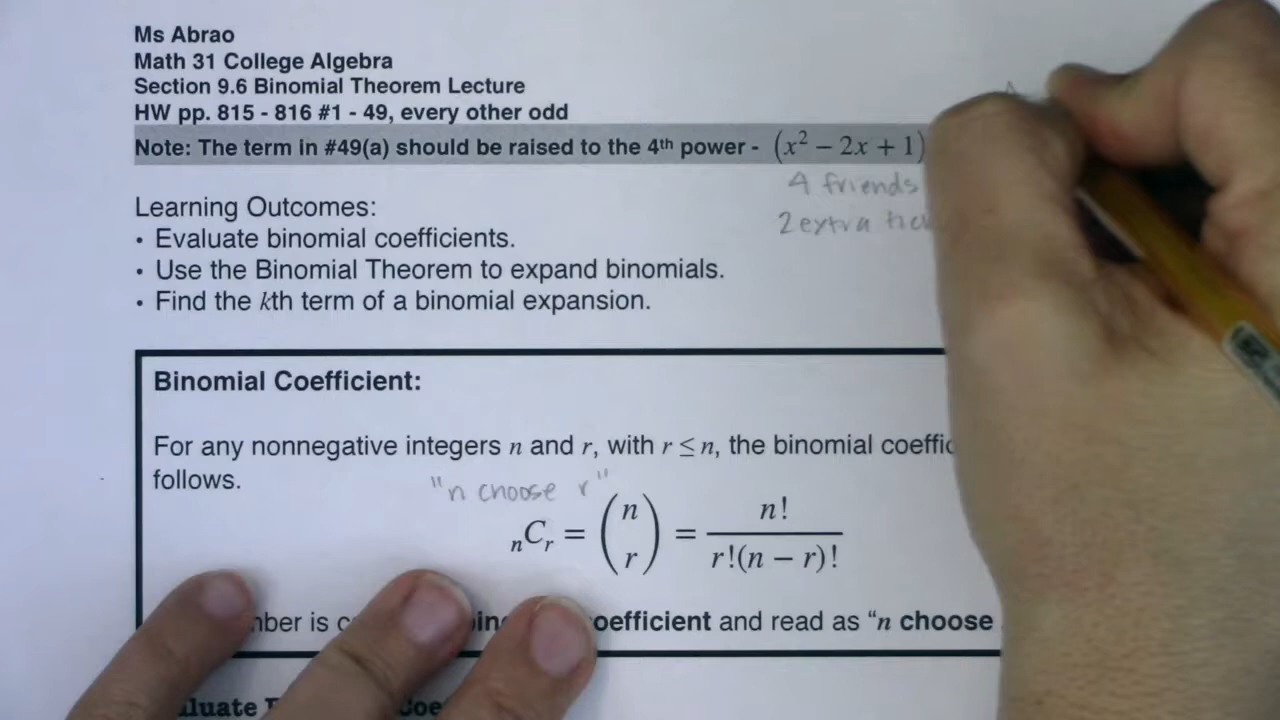 Ms Abrao
Math 31 College Algebra
Section 9.6 Binomial Theorem Lecture
HW pp. 815 - 816 #1 - 49, every other odd
Note: The term in #49(a) should be raised to the 4th power - (x² − 2x + 1)
4 friends
2 extra
Learning Outcomes:
• Evaluate binomial coefficients.
• Use the Binomial Theorem to expand binomials.
• Find the kth term of a binomial expansion.
Binomial Coefficient:
For any nonnegative integers n and r, with r ≤ n, the binomial
follows.
"n choose r"
nCr = (n r) = n! / r!(n − r)!
is and read as “n choose